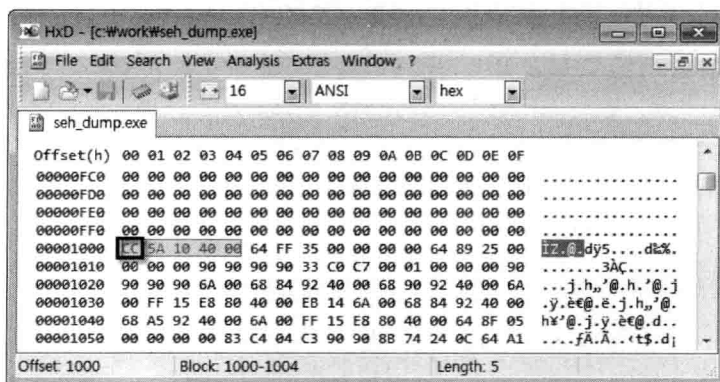 HxD - [c:₩work₩seh_dump.exe]
File Edit Search View Analysis Extras Window ?
16 ANSI hex
seh_dump.exe
Offset(h) 00 01 02 03 04 05 06 07 08 09 0A 0B 0C 0D 0E 0F
00000FC0 00 00 00 00 00 00 00 00 00 00 00 00 00 00 00 00 ................
00000FD0 00 00 00 00 00 00 00 00 00 00 00 00 00 00 00 00 ................
00000FE0 00 00 00 00 00 00 00 00 00 00 00 00 00 00 00 00 ................
00000FF0 00 00 00 00 00 00 00 00 00 00 00 00 00 00 00 00 ................
00001000 CC 5A 10 40 00 64 FF 35 00 00 00 00 64 89 25 00 ÌZ.@.dÿ5....d‰%.
00001010 00 00 00 90 90 90 90 33 C0 C7 00 01 00 00 00 90 .......3ÀÇ......
00001020 90 90 90 6A 00 68 84 92 40 00 68 90 92 40 00 6A ...j.h„'@.h.'@.j
00001030 00 FF 15 E8 80 40 00 EB 14 6A 00 68 84 92 40 00 .ÿ.è€@.ë.j.h„'@.
00001040 68 A5 92 40 00 6A 00 FF 15 E8 80 40 00 64 8F 05 h¥'@.j.ÿ.è€@.d..
00001050 00 00 00 00 83 C4 04 C3 90 90 8B 74 24 0C 64 A1 ....ƒÄ.Ã..‹t$.d¡
Offset: 1000 Block: 1000-1004 Length: 5